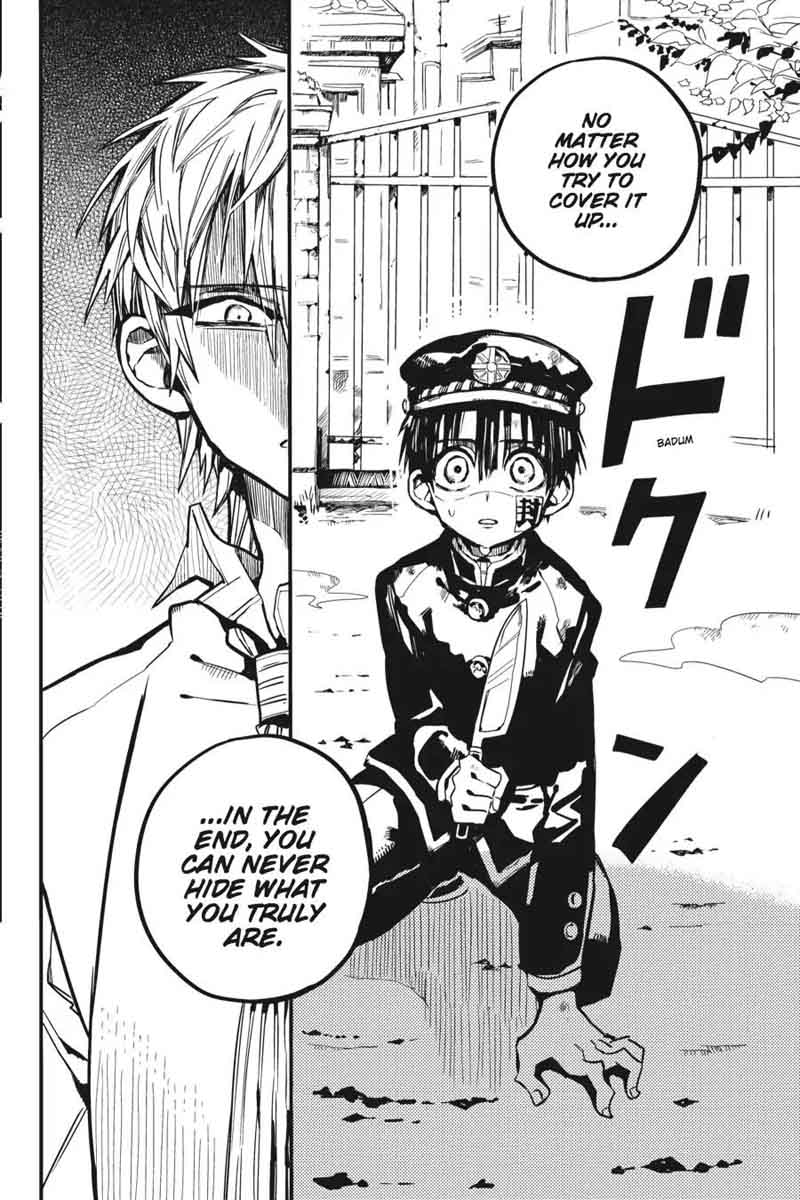 NO
MATTER
HOW YOU
TRY TO
COVER IT
UP...
ドクン
BADUM
封
...IN THE
END, YOU
CAN NEVER
HIDE WHAT
YOU TRULY
ARE.